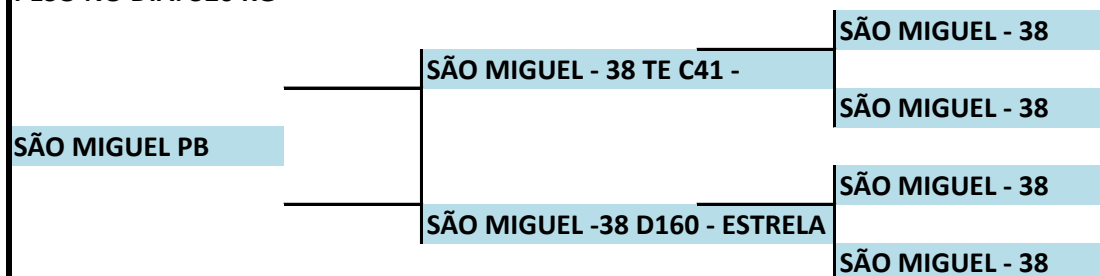 SÃO MIGUEL - 38
SÃO MIGUEL - 38 TE C41 -
SÃO MIGUEL - 38
SÃO MIGUEL PB
SÃO MIGUEL - 38
SÃO MIGUEL -38 D160 - ESTRELA
SÃO MIGUEL - 38